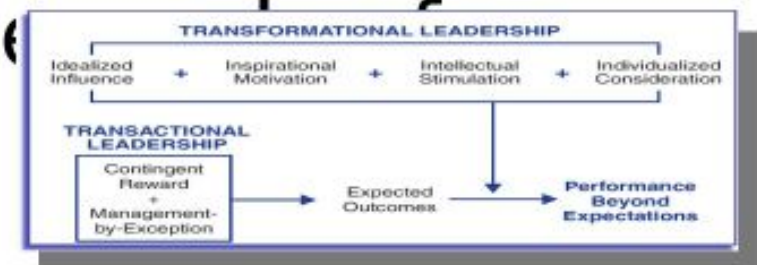 TRANSFORMATIONAL LEADERSHIP
Idealized Influence + Inspirational Motivation + Intellectual Stimulation + Individualized Consideration
TRANSACTIONAL
LEADERSHIP
Contingent
Reward
+
Management-
by-Exception
Expected
Outcomes
Performance
Beyond
Expectations